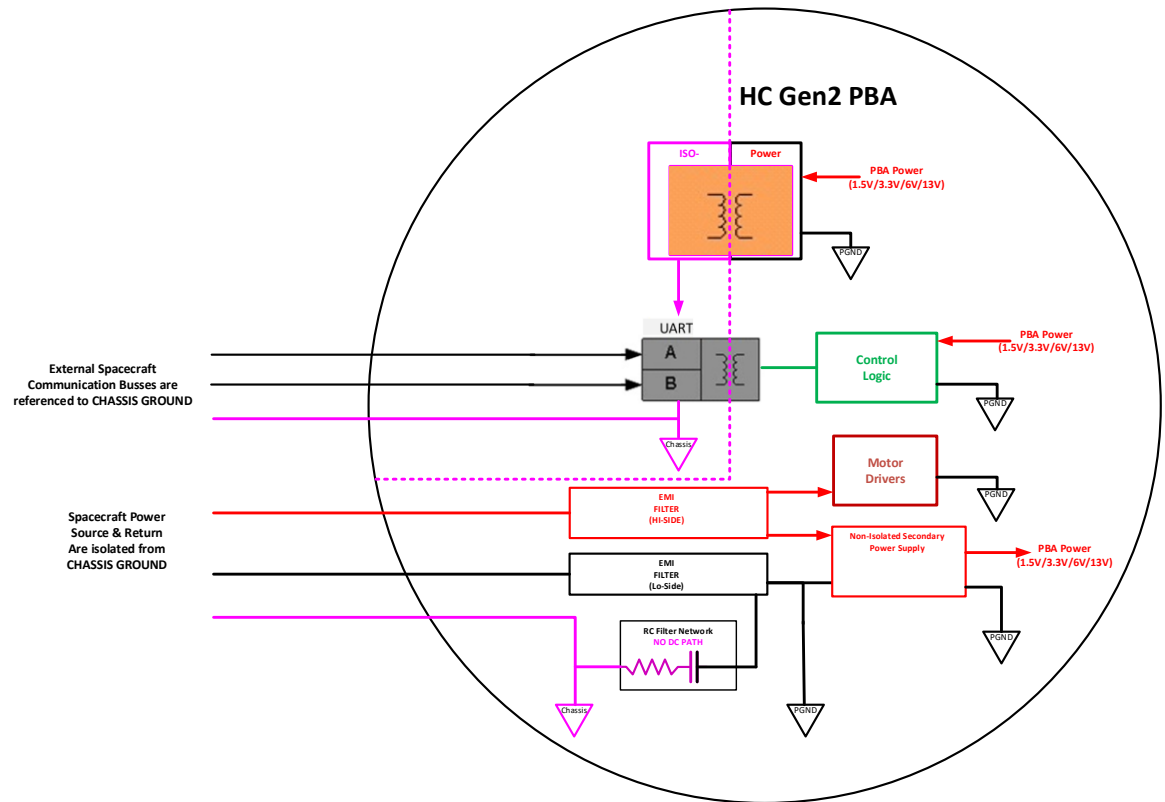 HC Gen2 PBA
ISO-
Power
PBA Power
(1.5V/3.3V/6V/13V)
PGND
UART
A
B
Chassis
External Spacecraft
Communication Busses are
referenced to CHASSIS GROUND
Control
Logic
PBA Power
(1.5V/3.3V/6V/13V)
PGND
Motor
Drivers
PGND
Spacecraft Power
Source & Return
Are isolated from
CHASSIS GROUND
EMI
FILTER
(HI-SIDE)
EMI
FILTER
(Lo-Side)
Non-Isolated Secondary
Power Supply
PBA Power
(1.5V/3.3V/6V/13V)
PGND
RC Filter Network
NO DC PATH
Chassis
PGND